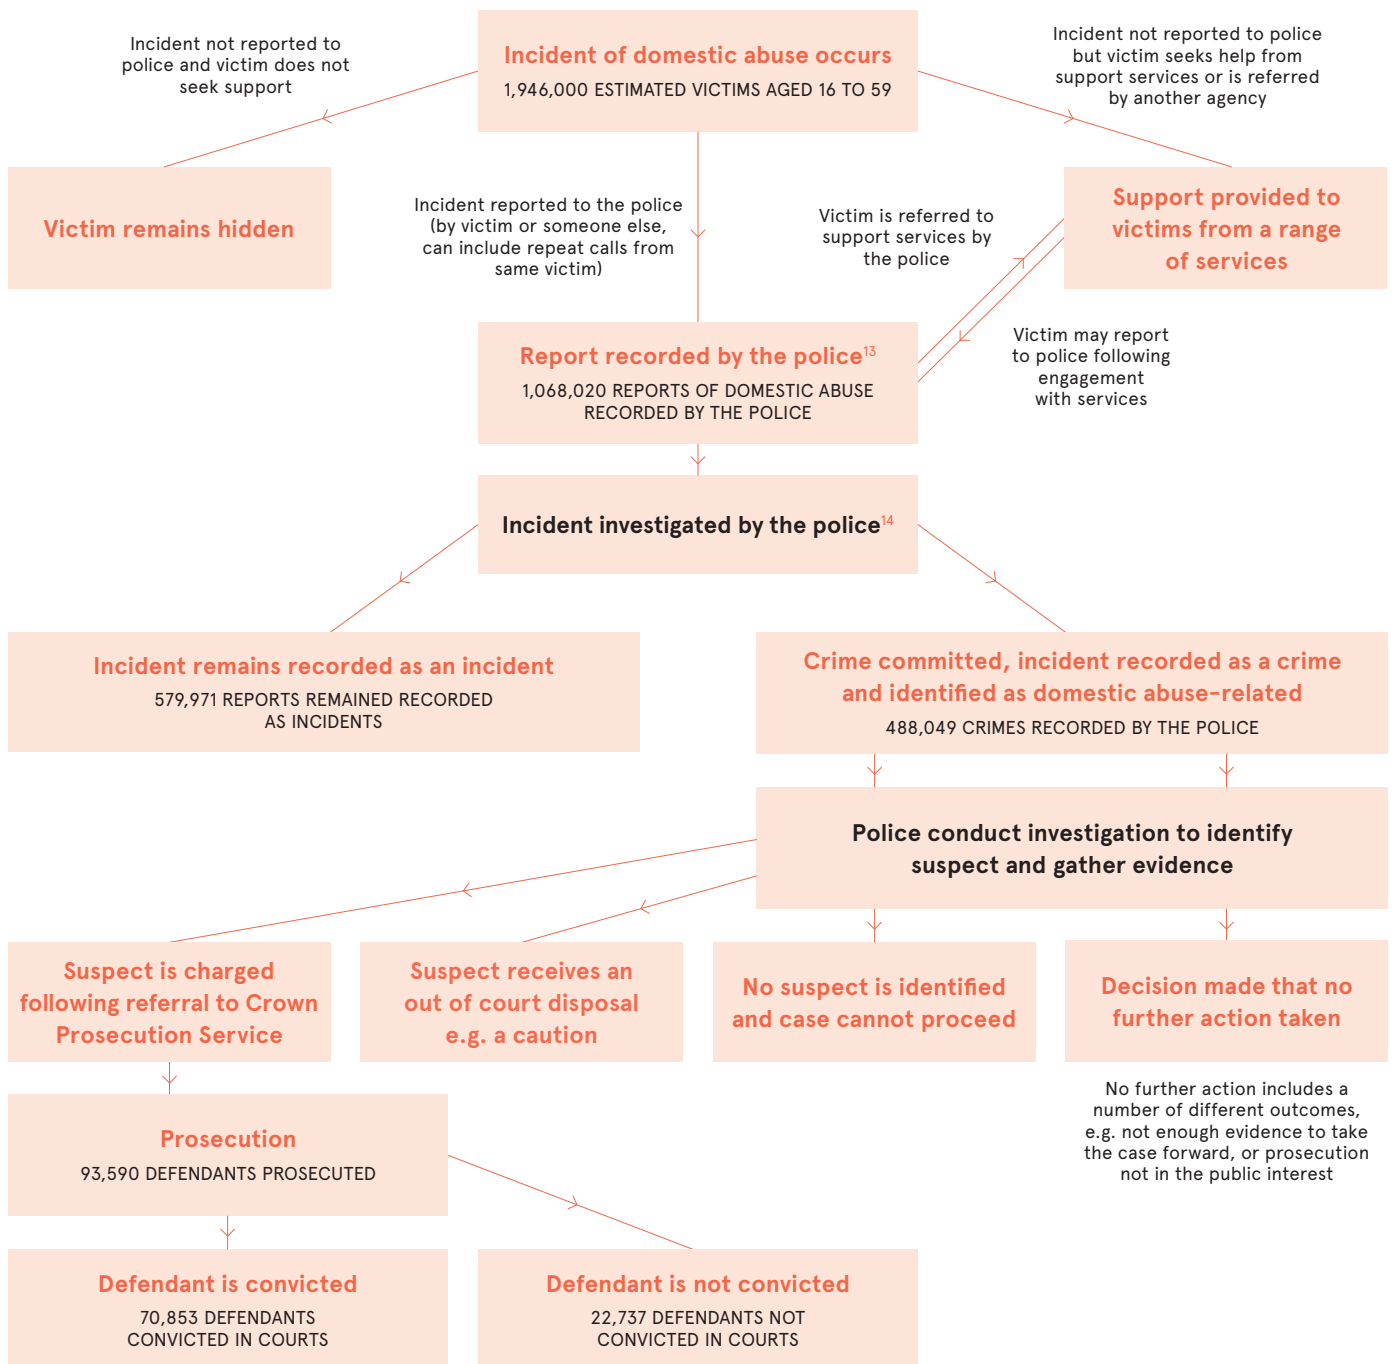 Incident not reported to
police and victim does not
seek support
Incident of domestic abuse occurs
1,946,000 ESTIMATED VICTIMS AGED 16 TO 59
Incident not reported to police
but victim seeks help from
support services or is referred
by another agency
Victim remains hidden
Incident reported to the police
(by victim or someone else,
can include repeat calls from
same victim)
Victim is referred to
support services by
the police
Support provided to
victims from a range
of services
Victim may report
to police following
engagement
with services
Report recorded by the police13
1,068,020 REPORTS OF DOMESTIC ABUSE
RECORDED BY THE POLICE
Incident investigated by the police14
Incident remains recorded as an incident
579,971 REPORTS REMAINED RECORDED
AS INCIDENTS
Crime committed, incident recorded as a crime
and identified as domestic abuse-related
488,049 CRIMES RECORDED BY THE POLICE
Police conduct investigation to identify
suspect and gather evidence
Suspect is charged
following referral to Crown
Prosecution Service
Suspect receives an
out of court disposal
e.g. a caution
No suspect is identified
and case cannot proceed
Decision made that no
further action taken
No further action includes a
number of different outcomes,
e.g. not enough evidence to take
the case forward, or prosecution
not in the public interest
Prosecution
93,590 DEFENDANTS PROSECUTED
Defendant is convicted
70,853 DEFENDANTS
CONVICTED IN COURTS
Defendant is not convicted
22,737 DEFENDANTS NOT
CONVICTED IN COURTS